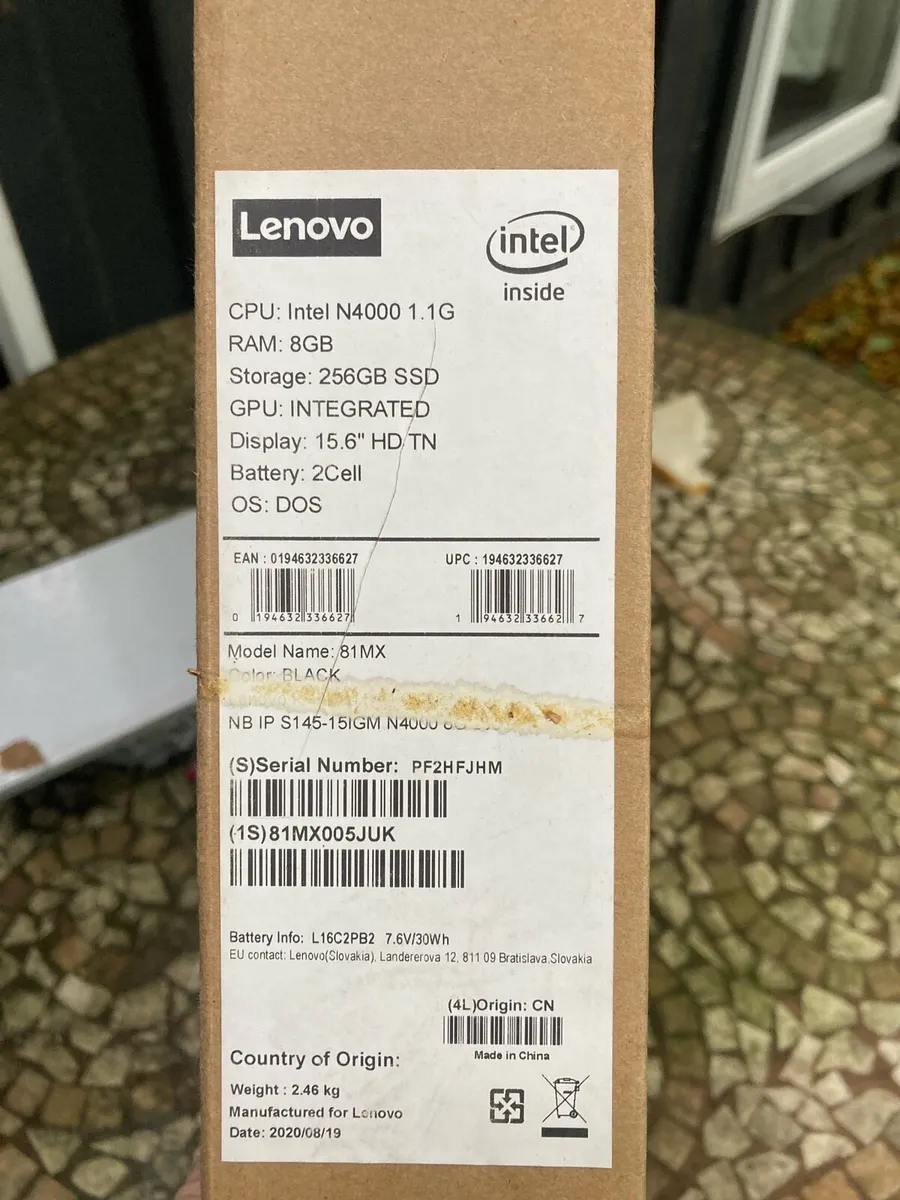 Lenovo
intel
inside
CPU: Intel N4000 1.1G
RAM: 8GB
Storage: 256GB SSD
GPU: INTEGRATED
Display: 15.6" HD TN
Battery: 2Cell
OS: DOS
EAN : 0194632336627
UPC : 194632336627
0 194632 336627
1 94632 33662 7
Model Name: 81MX
Color: BLACK
NB IP S145-15IGM N4000
(S)Serial Number: PF2HFJHM
(1S)81MX005JUK
Battery Info: L16C2PB2 7.6V/30Wh
EU contact: Lenovo(Slovakia), Landererova 12, 811 09 Bratislava,Slovakia
(4L)Origin: CN
Made in China
Country of Origin:
Weight : 2.46 kg
Manufactured for Lenovo
Date: 2020/08/19